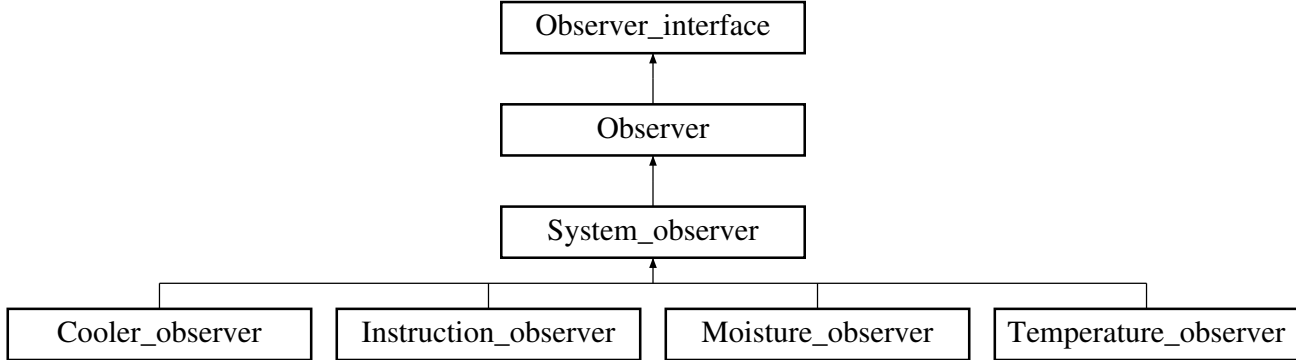 Observer_interface
Observer
System_observer
Cooler_observer
Instruction_observer
Moisture_observer
Temperature_observer